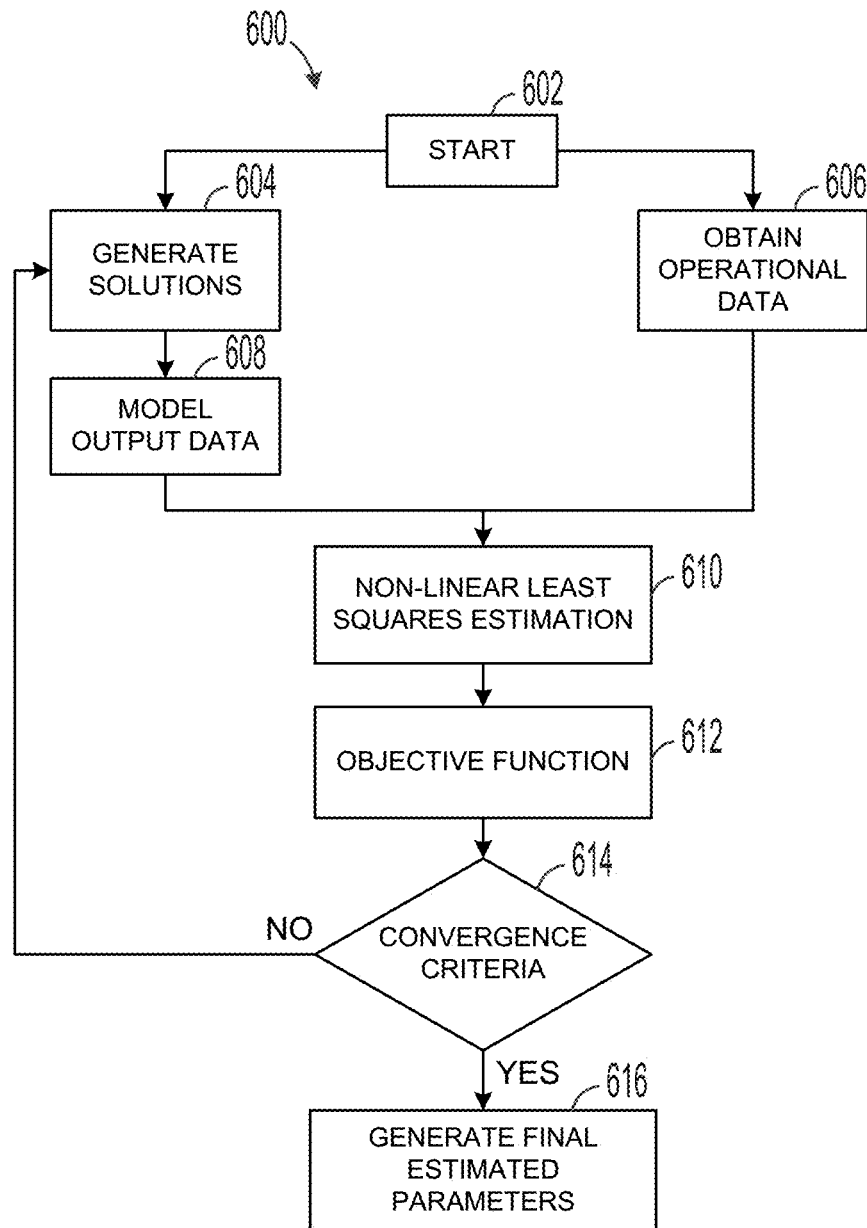 600
602
START
604
GENERATE
SOLUTIONS
606
OBTAIN
OPERATIONAL
DATA
608
MODEL
OUTPUT DATA
610
NON-LINEAR LEAST
SQUARES ESTIMATION
612
OBJECTIVE FUNCTION
614
CONVERGENCE
CRITERIA
NO
YES
616
GENERATE FINAL
ESTIMATED
PARAMETERS